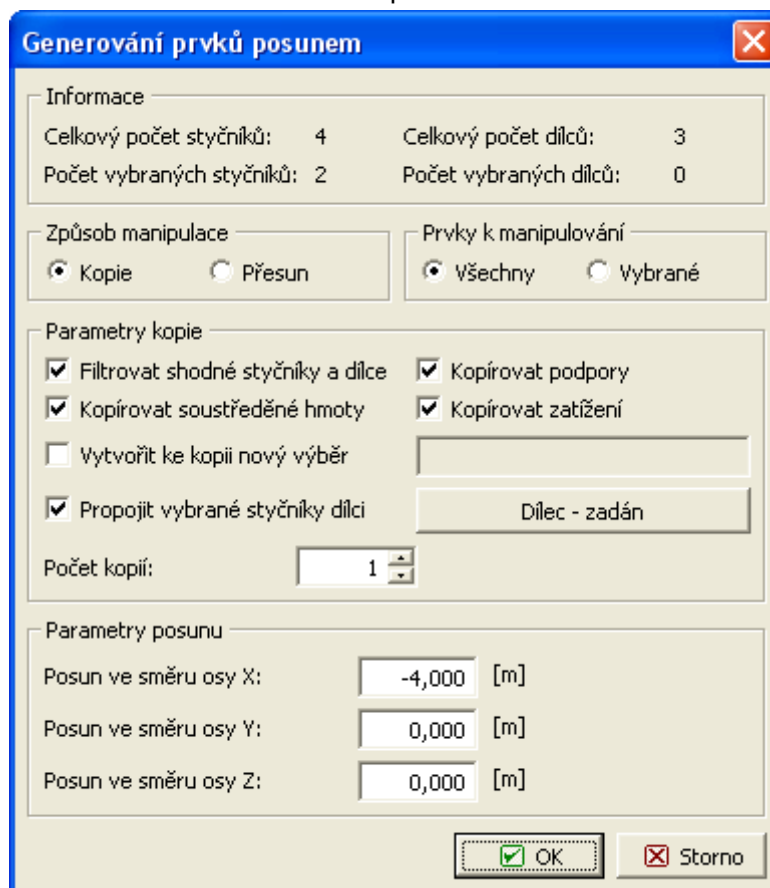 Generování prvků posunem
Informace
Celkový počet styčníků: 4 Celkový počet dílců: 3
Počet vybraných styčníků: 2 Počet vybraných dílců: 0
Způsob manipulace Prvky k manipulování
Kopie Přesun Všechny Vybrané
Parametry kopie
Filtrovat shodné styčníky a dílce Kopírovat podpory
Kopírovat soustředěné hmoty Kopírovat zatížení
Vytvořit ke kopii nový výběr
Propojit vybrané styčníky dílci Dílec - zadán
Počet kopií: 1
Parametry posunu
Posun ve směru osy X: -4,000 [m]
Posun ve směru osy Y: 0,000 [m]
Posun ve směru osy Z: 0,000 [m]
OK Storno